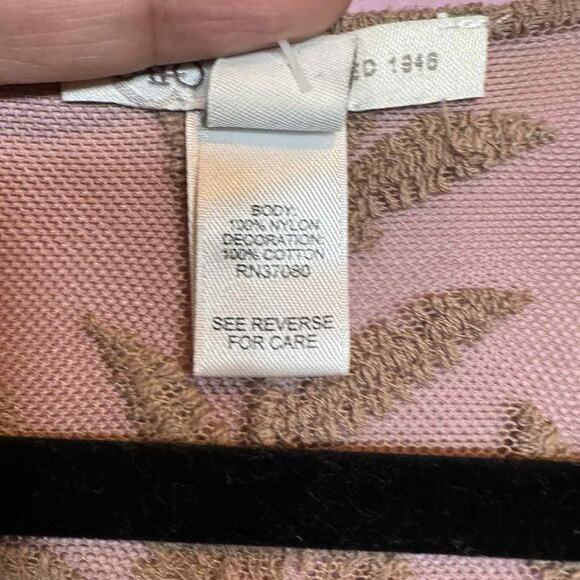 ED 1946
BODY:
100% NYLON
DECORATION:
100% COTTON
RN37080
SEE REVERSE
FOR CARE